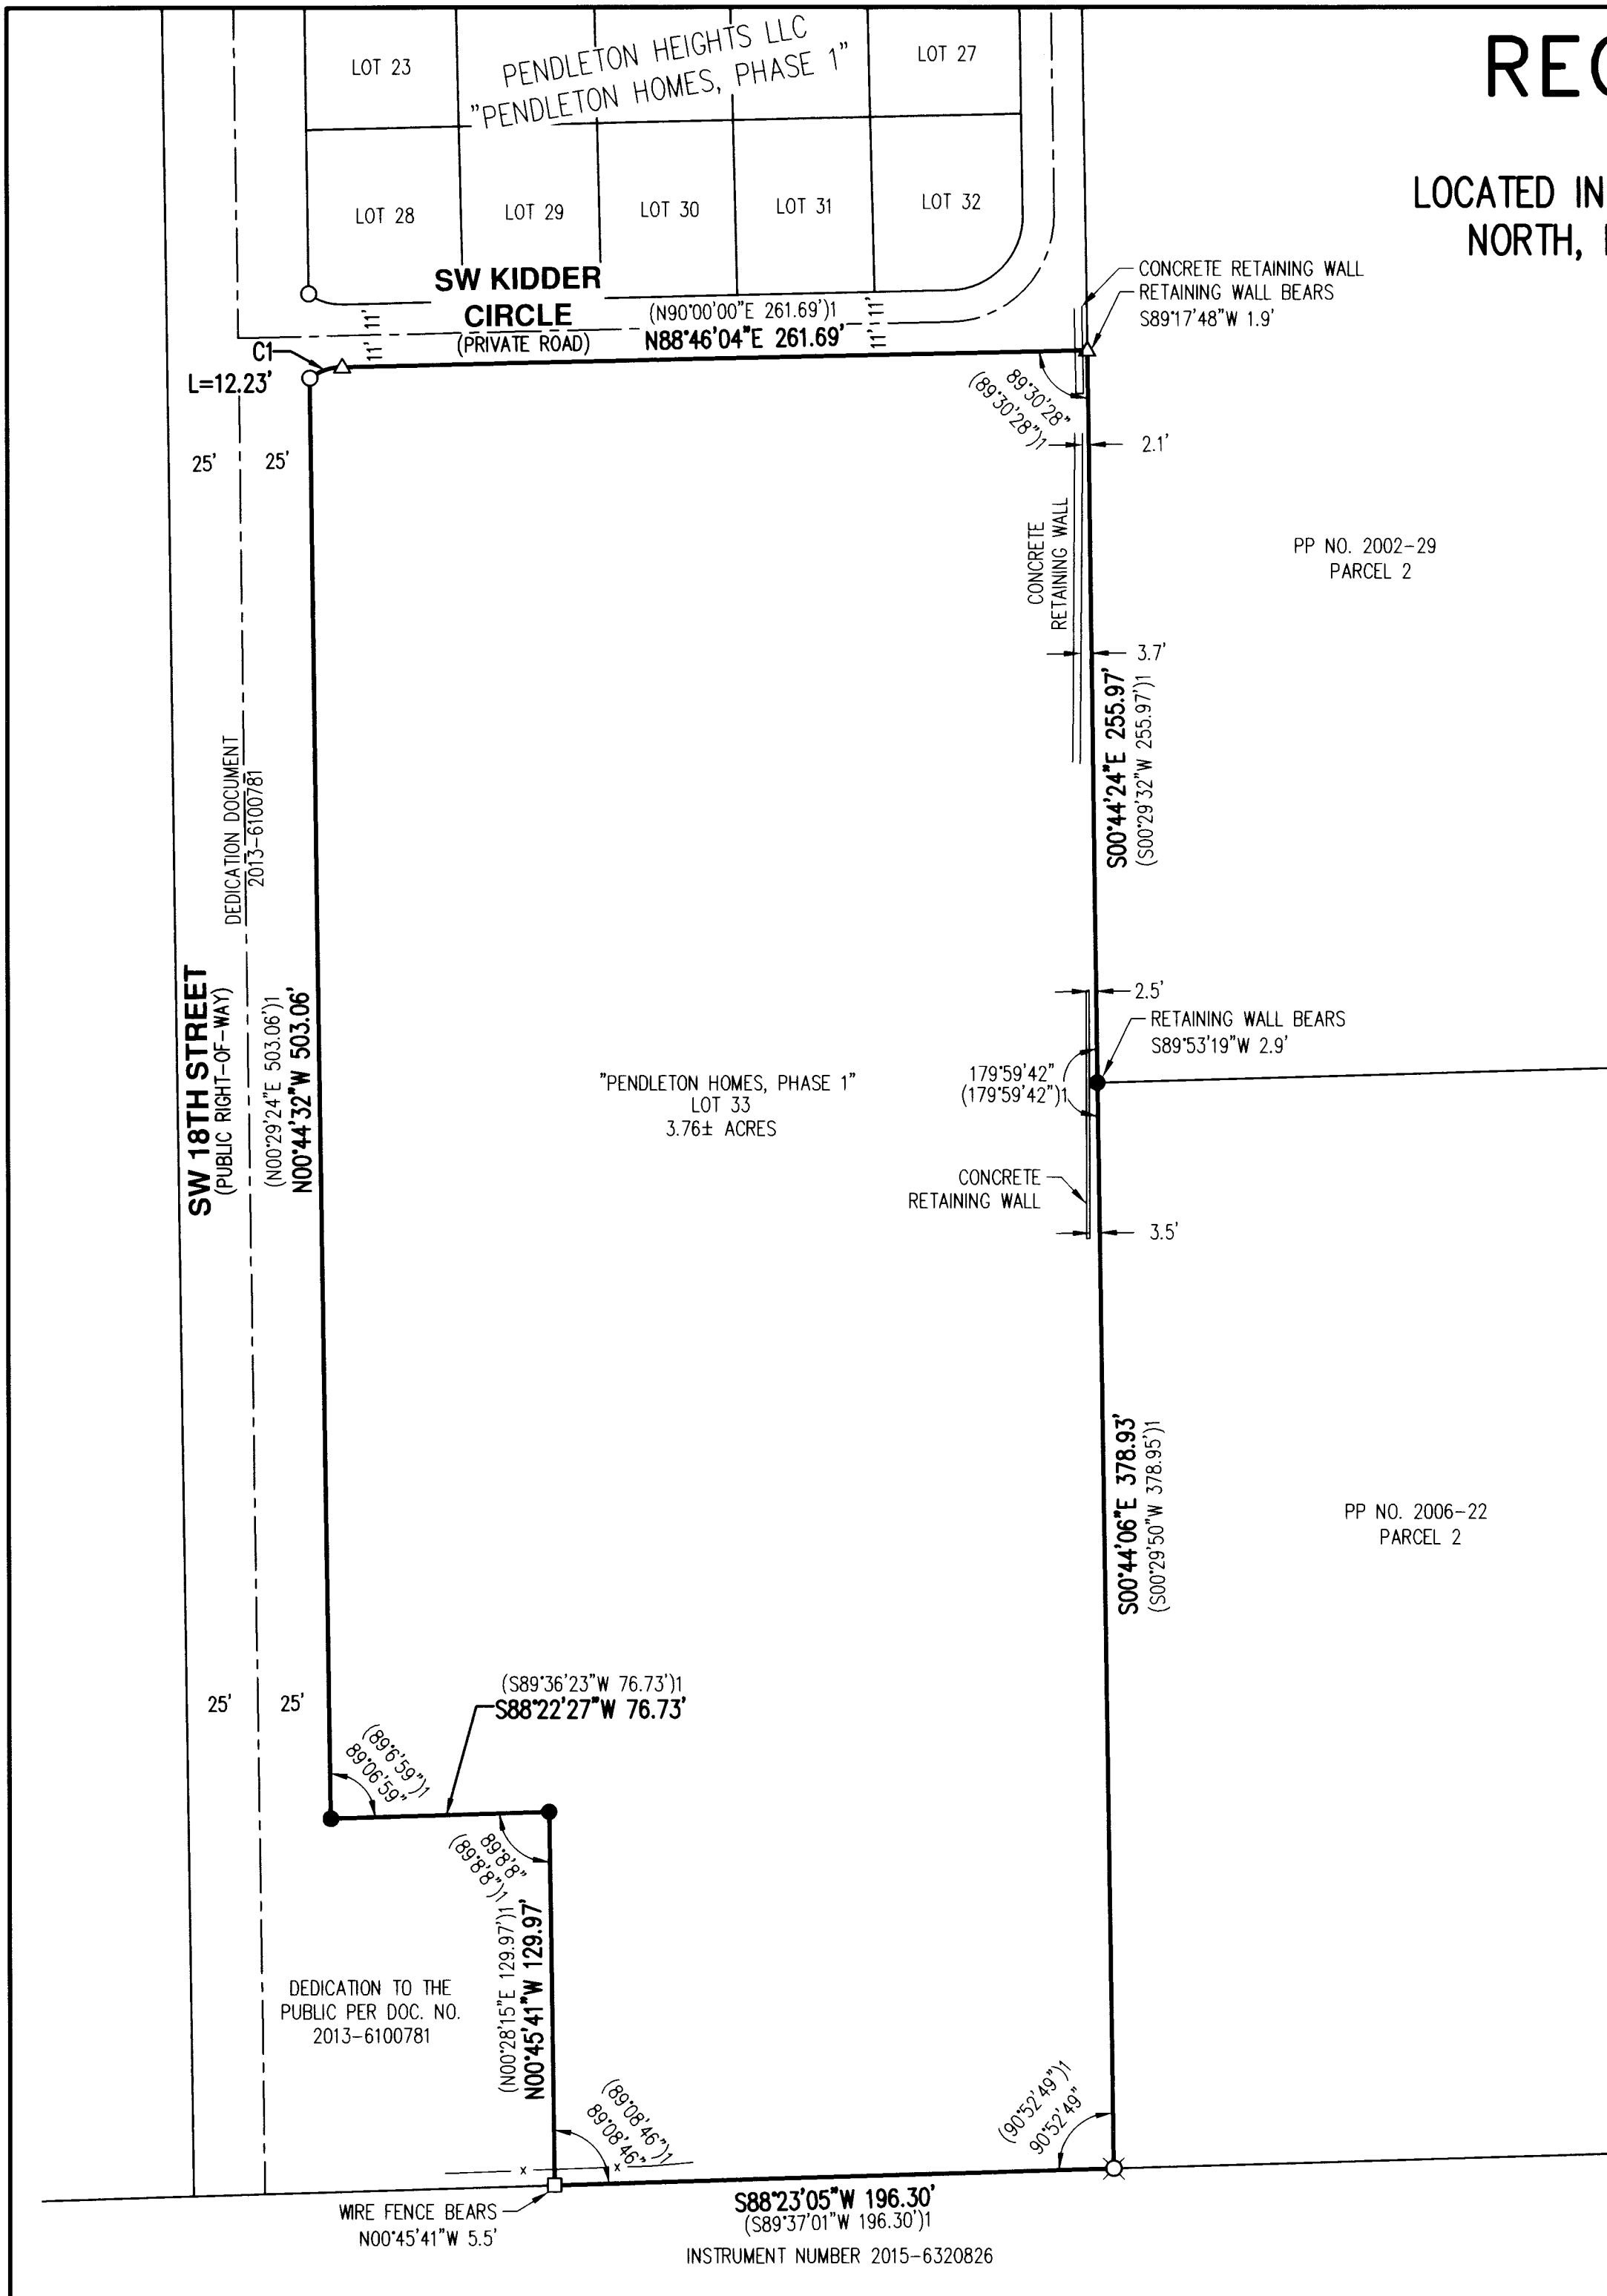 REC
LOCATED IN
NORTH,
PENDLETON HEIGHTS LLC
"PENDLETON HOMES, PHASE 1"
LOT 23
LOT 27
LOT 28
LOT 29
LOT 30
LOT 31
LOT 32
SW KIDDER
CIRCLE
(PRIVATE ROAD)
(N90°00'00"E 261.69')1
N88°46'04"E 261.69'
11' 11'
11' 11'
CONCRETE RETAINING WALL
RETAINING WALL BEARS
S89°17'48"W 1.9'
C1
L=12.23'
89°30'28"
(89°30'28")1
2.1'
25'
25'
CONCRETE
RETAINING WALL
PP NO. 2002-29
PARCEL 2
3.7'
S00°44'24"E 255.97'
(S00°29'32"W 255.97')1
DEDICATION DOCUMENT
2013-6100781
SW 18TH STREET
(PUBLIC RIGHT-OF-WAY)
(N00°29'24"E 503.06')1
N00°44'32"W 503.06'
2.5'
RETAINING WALL BEARS
S89°53'19"W 2.9'
179°59'42"
(179°59'42")1
"PENDLETON HOMES, PHASE 1"
LOT 33
3.76± ACRES
CONCRETE
RETAINING WALL
3.5'
S00°44'06"E 378.93'
(S00°29'50"W 378.95')1
PP NO. 2006-22
PARCEL 2
(S89°36'23"W 76.73')1
S88°22'27"W 76.73'
25'
25'
(89°6'59")1
89°06'59"
89°8'8"
(89°8'8")1
(N00°28'15"E 129.97')1
N00°45'41"W 129.97'
DEDICATION TO THE
PUBLIC PER DOC. NO.
2013-6100781
(89°08'46")1
89°08'46"
(90°52'49")1
90°52'49"
x
x
WIRE FENCE BEARS
N00°45'41"W 5.5'
S88°23'05"W 196.30'
(S89°37'01"W 196.30')1
INSTRUMENT NUMBER 2015-6320826